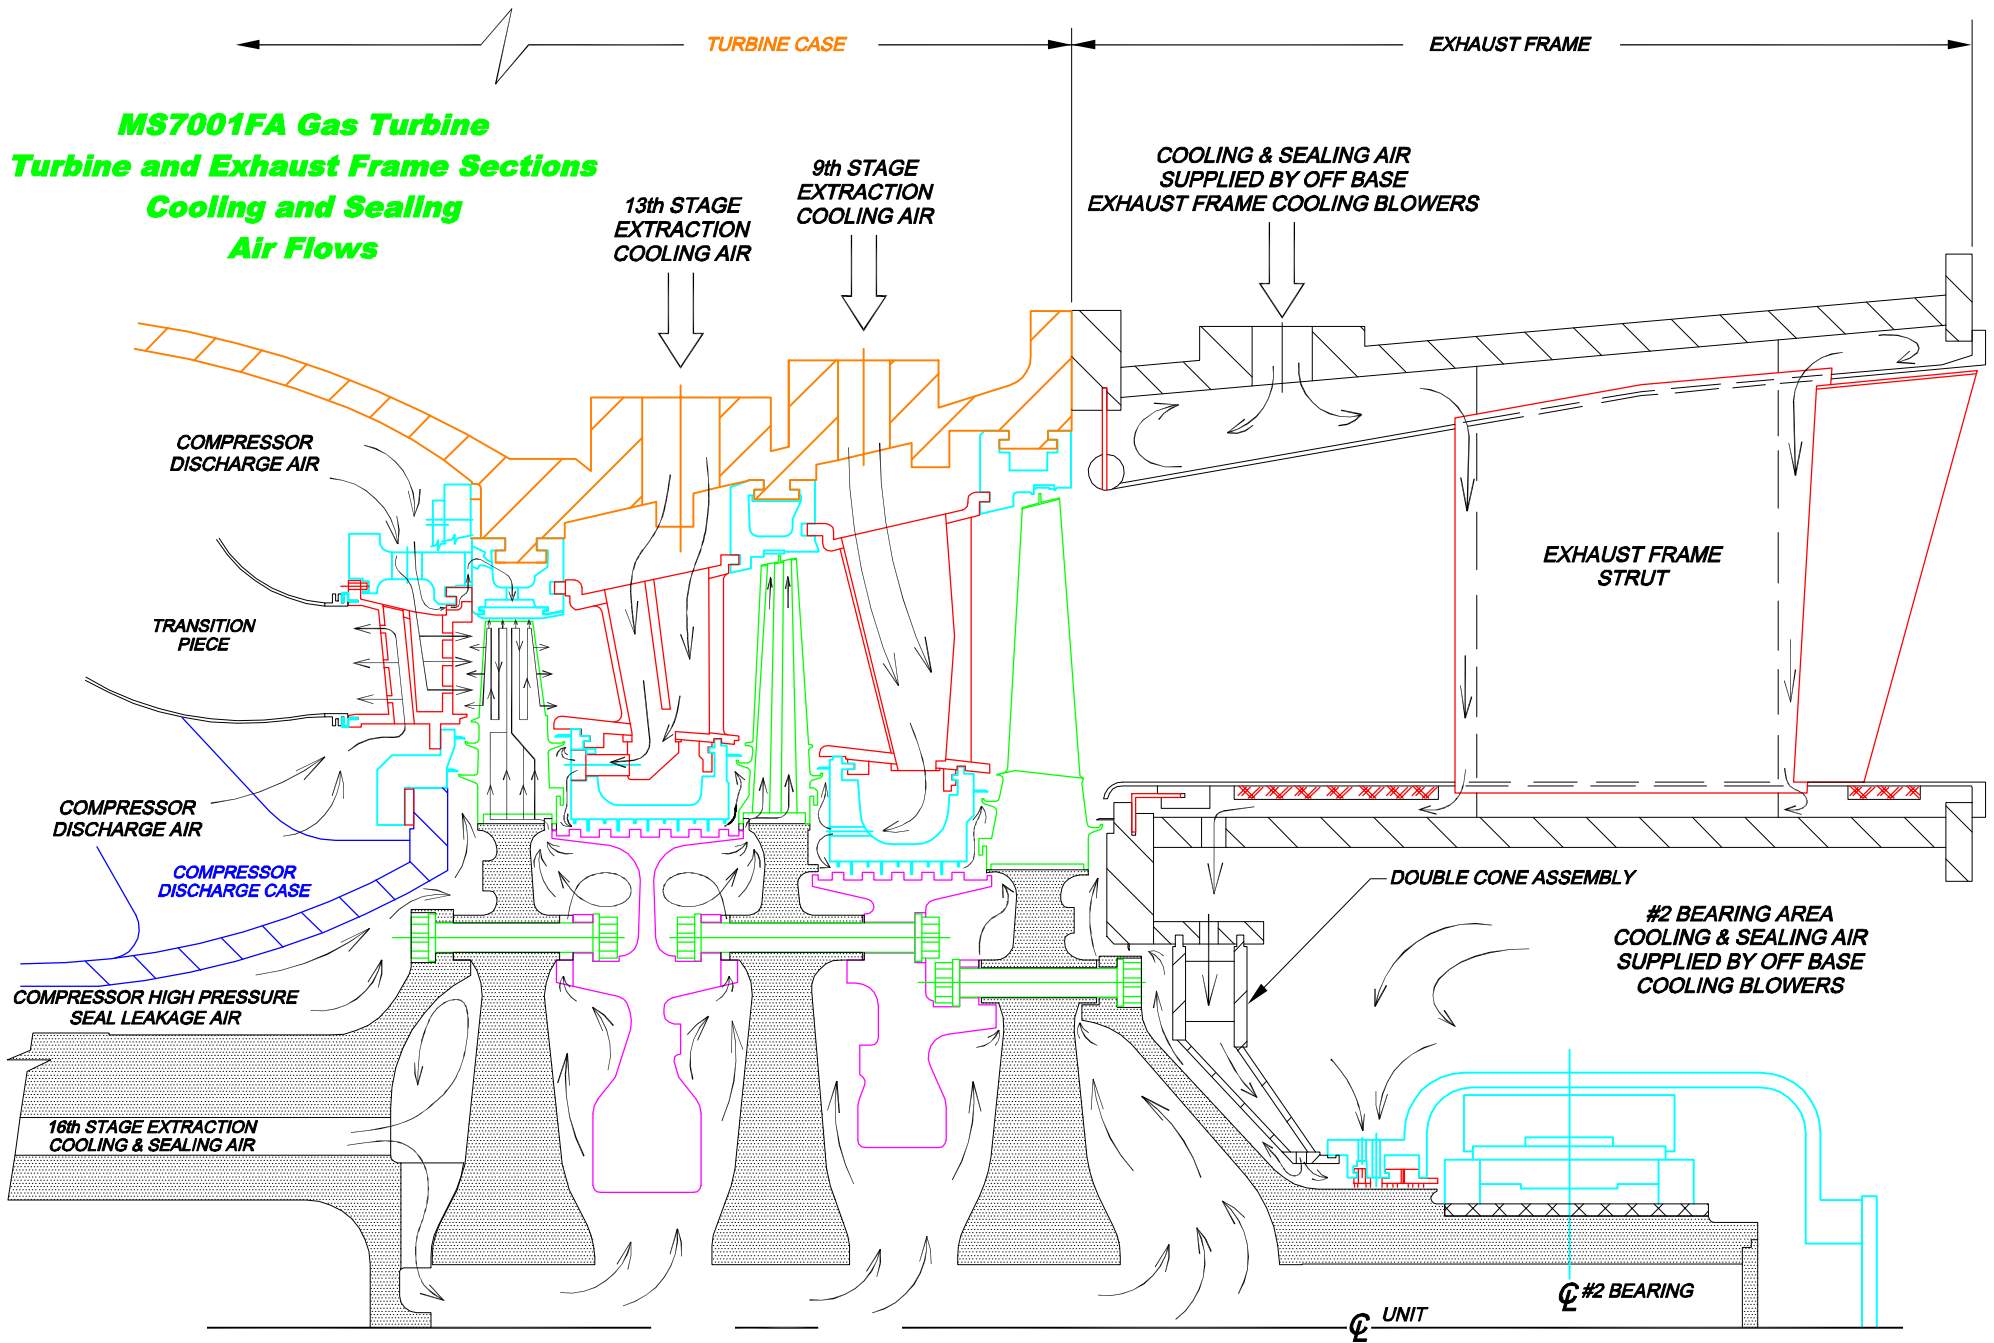 TURBINE CASE
EXHAUST FRAME
MS7001FA Gas Turbine
Turbine and Exhaust Frame Sections
Cooling and Sealing
Air Flows
13th STAGE
EXTRACTION
COOLING AIR
9th STAGE
EXTRACTION
COOLING AIR
COOLING & SEALING AIR
SUPPLIED BY OFF BASE
EXHAUST FRAME COOLING BLOWERS
COMPRESSOR
DISCHARGE AIR
TRANSITION
PIECE
EXHAUST FRAME
STRUT
COMPRESSOR
DISCHARGE AIR
COMPRESSOR
DISCHARGE CASE
DOUBLE CONE ASSEMBLY
#2 BEARING AREA
COOLING & SEALING AIR
SUPPLIED BY OFF BASE
COOLING BLOWERS
COMPRESSOR HIGH PRESSURE
SEAL LEAKAGE AIR
16th STAGE EXTRACTION
COOLING & SEALING AIR
℄ #2 BEARING
℄ UNIT